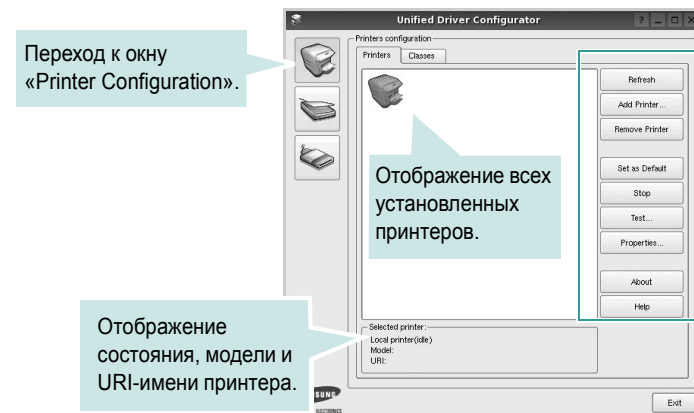 Unified Driver Configurator
Переход к окну
«Printer Configuration».
Printers configuration
Printers
Classes
Refresh
Add Printer...
Remove Printer
Set as Default
Stop
Test...
Properties...
About
Help
Отображение всех
установленных
принтеров.
Отображение
состояния, модели и
URI-имени принтера.
Selected printer:
Local printer(idle)
Model:
URI:
SUNG
ELECTRONICS
Exit